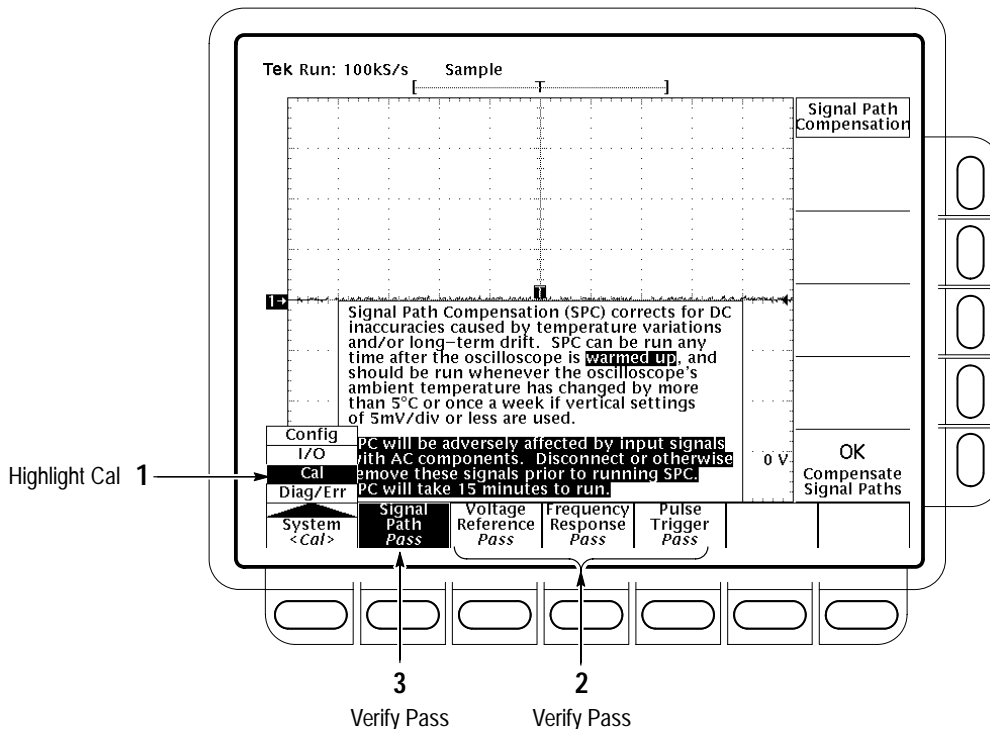 Tek Run: 100kS/s Sample
[ T ]
Signal Path
Compensation
T
1→
Signal Path Compensation (SPC) corrects for DC
inaccuracies caused by temperature variations
and/or long-term drift. SPC can be run any
time after the oscilloscope is warmed up, and
should be run whenever the oscilloscope's
ambient temperature has changed by more
than 5°C or once a week if vertical settings
of 5mV/div or less are used.
PC will be adversely affected by input signals
with AC components. Disconnect or otherwise
emove these signals prior to running SPC.
PC will take 15 minutes to run.
0 V
OK
Compensate
Signal Paths
Config
I/O
Cal
Diag/Err
Highlight Cal 1
System
<Cal>
Signal
Path
Pass
Voltage
Reference
Pass
Frequency
Response
Pass
Pulse
Trigger
Pass
3
Verify Pass
2
Verify Pass